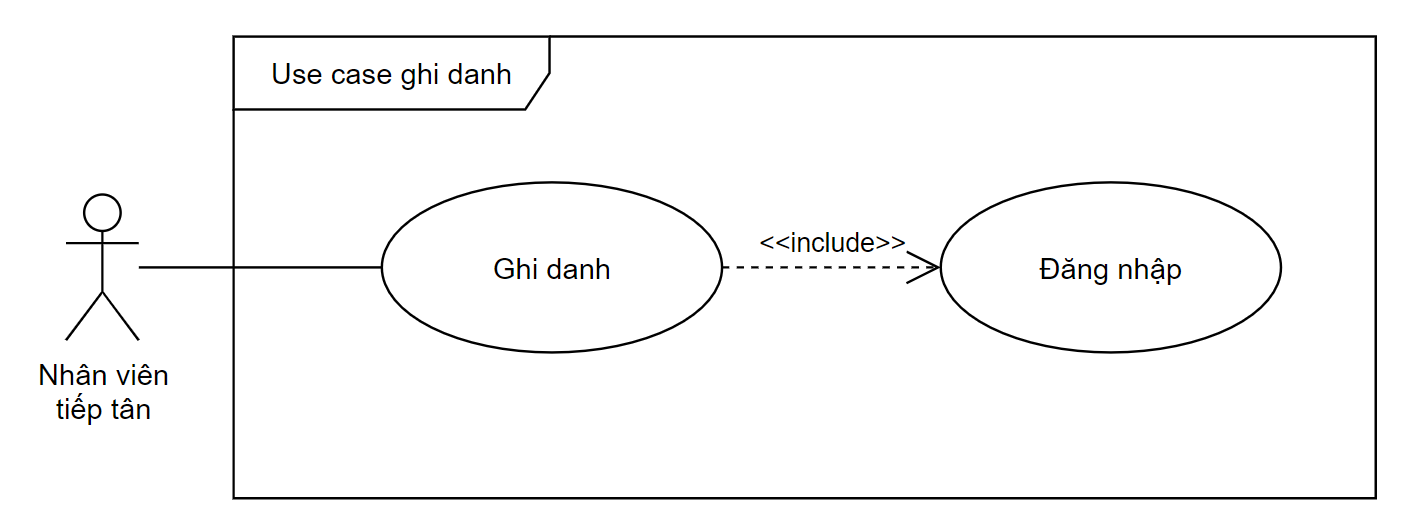 Use case ghi danh
<<include>>
Ghi danh
Đăng nhập
Nhân viên
tiếp tân